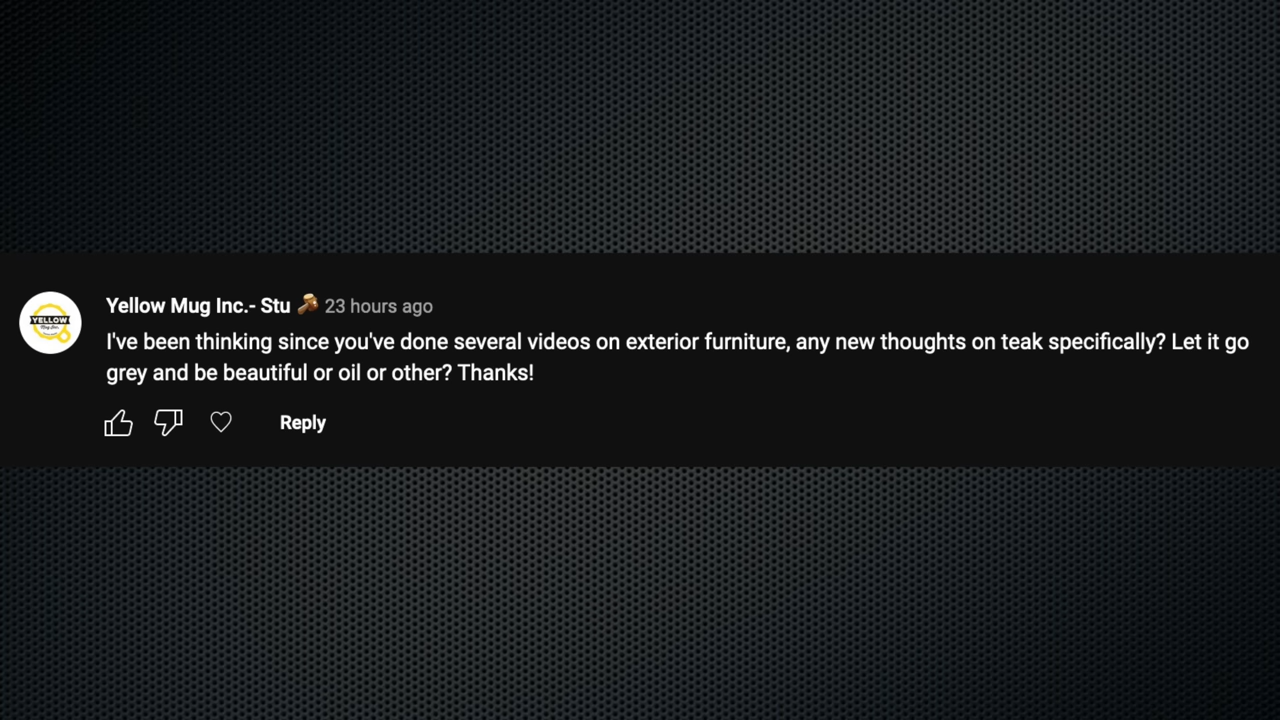 YELLOW
Yellow Mug Inc.- Stu 23 hours ago
I've been thinking since you've done several videos on exterior furniture, any new thoughts on teak specifically? Let it go
grey and be beautiful or oil or other? Thanks!
Reply